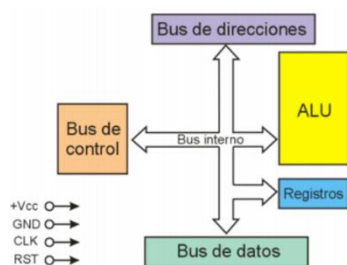 Bus de direcciones
ALU
Bus de
control
Bus interno
Registros
+Vcc
GND
CLK
RST
Bus de datos